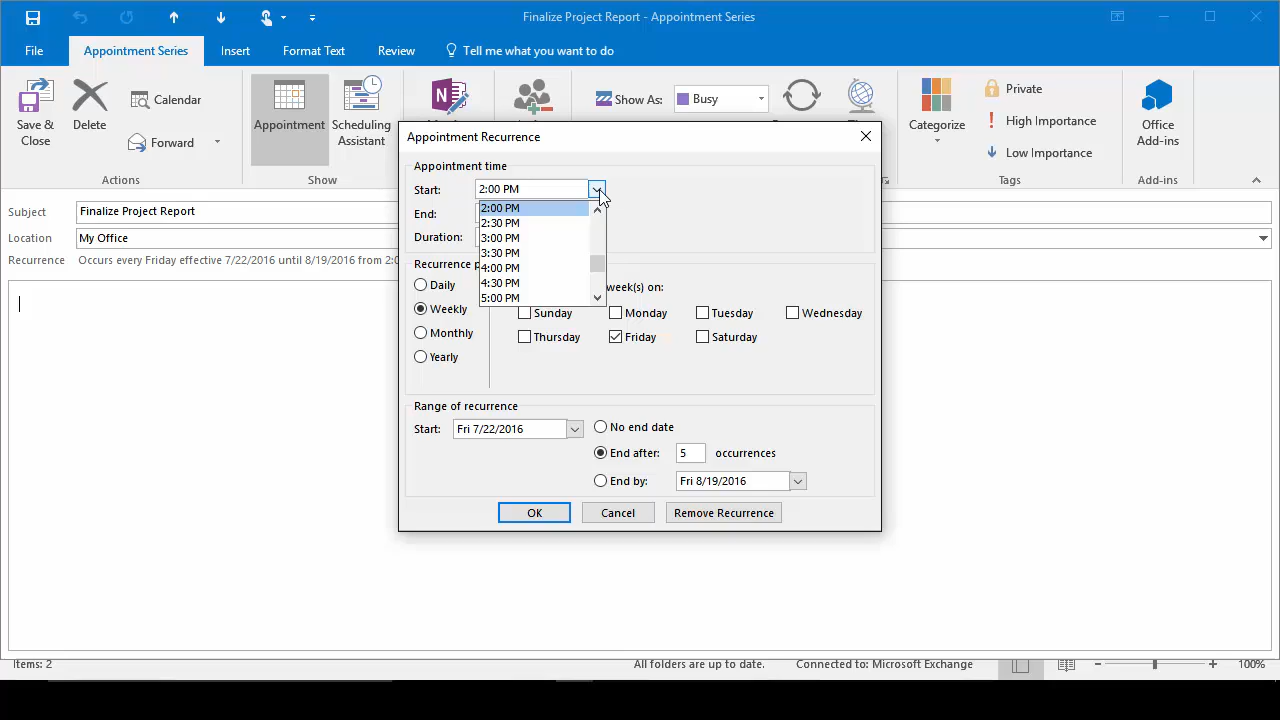 Finalize Project Report - Appointment Series
File Appointment Series Insert Format Text Review Tell me what you want to do
Save & Close
Delete
Calendar
Forward
Actions
Appointment
Scheduling Assistant
Show
Show As: Busy
Categorize
Private
High Importance
Low Importance
Tags
Office Add-ins
Add-ins
Subject Finalize Project Report
Location My Office
Recurrence Occurs every Friday effective 7/22/2016 until 8/19/2016 from 2:0
Appointment Recurrence
Appointment time
Start: 2:00 PM
End:
Duration:
2:00 PM
2:30 PM
3:00 PM
3:30 PM
4:00 PM
4:30 PM
5:00 PM
Recurrence p
Daily
Weekly
Monthly
Yearly
week(s) on:
Sunday Monday Tuesday Wednesday
Thursday Friday Saturday
Range of recurrence
Start: Fri 7/22/2016
No end date
End after: 5 occurrences
End by: Fri 8/19/2016
OK Cancel Remove Recurrence
Items: 2 All folders are up to date. Connected to: Microsoft Exchange 100%